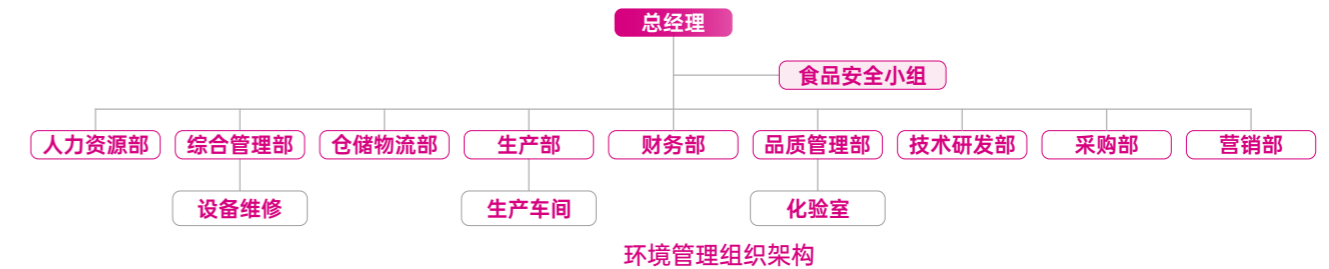 总经理
食品安全小组
人力资源部
综合管理部
仓储物流部
生产部
财务部
品质管理部
技术研发部
采购部
营销部
设备维修
生产车间
化验室
环境管理组织架构